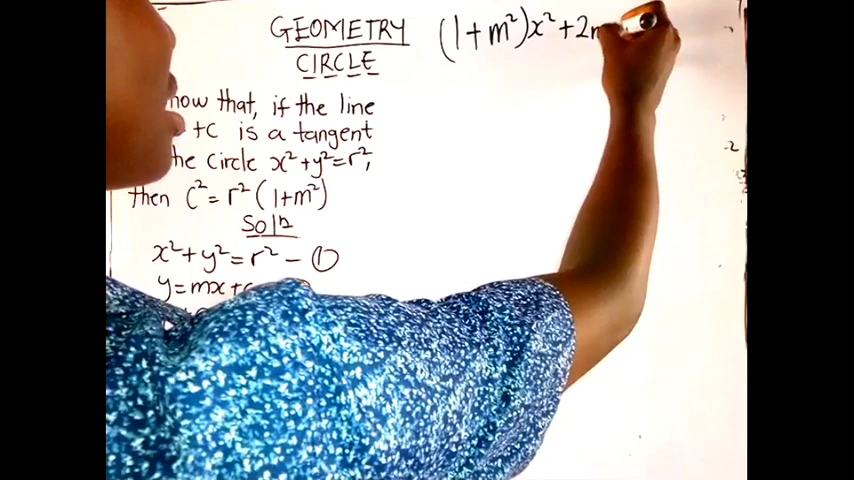 GEOMETRY
CIRCLE
how that, if the line
+c is a tangent
he circle x²+y²=r²,
then C²=r²(1+m²)
Solⁿ
x²+y²=r² – ①
y=mx+c
(1+m²)x²+2m